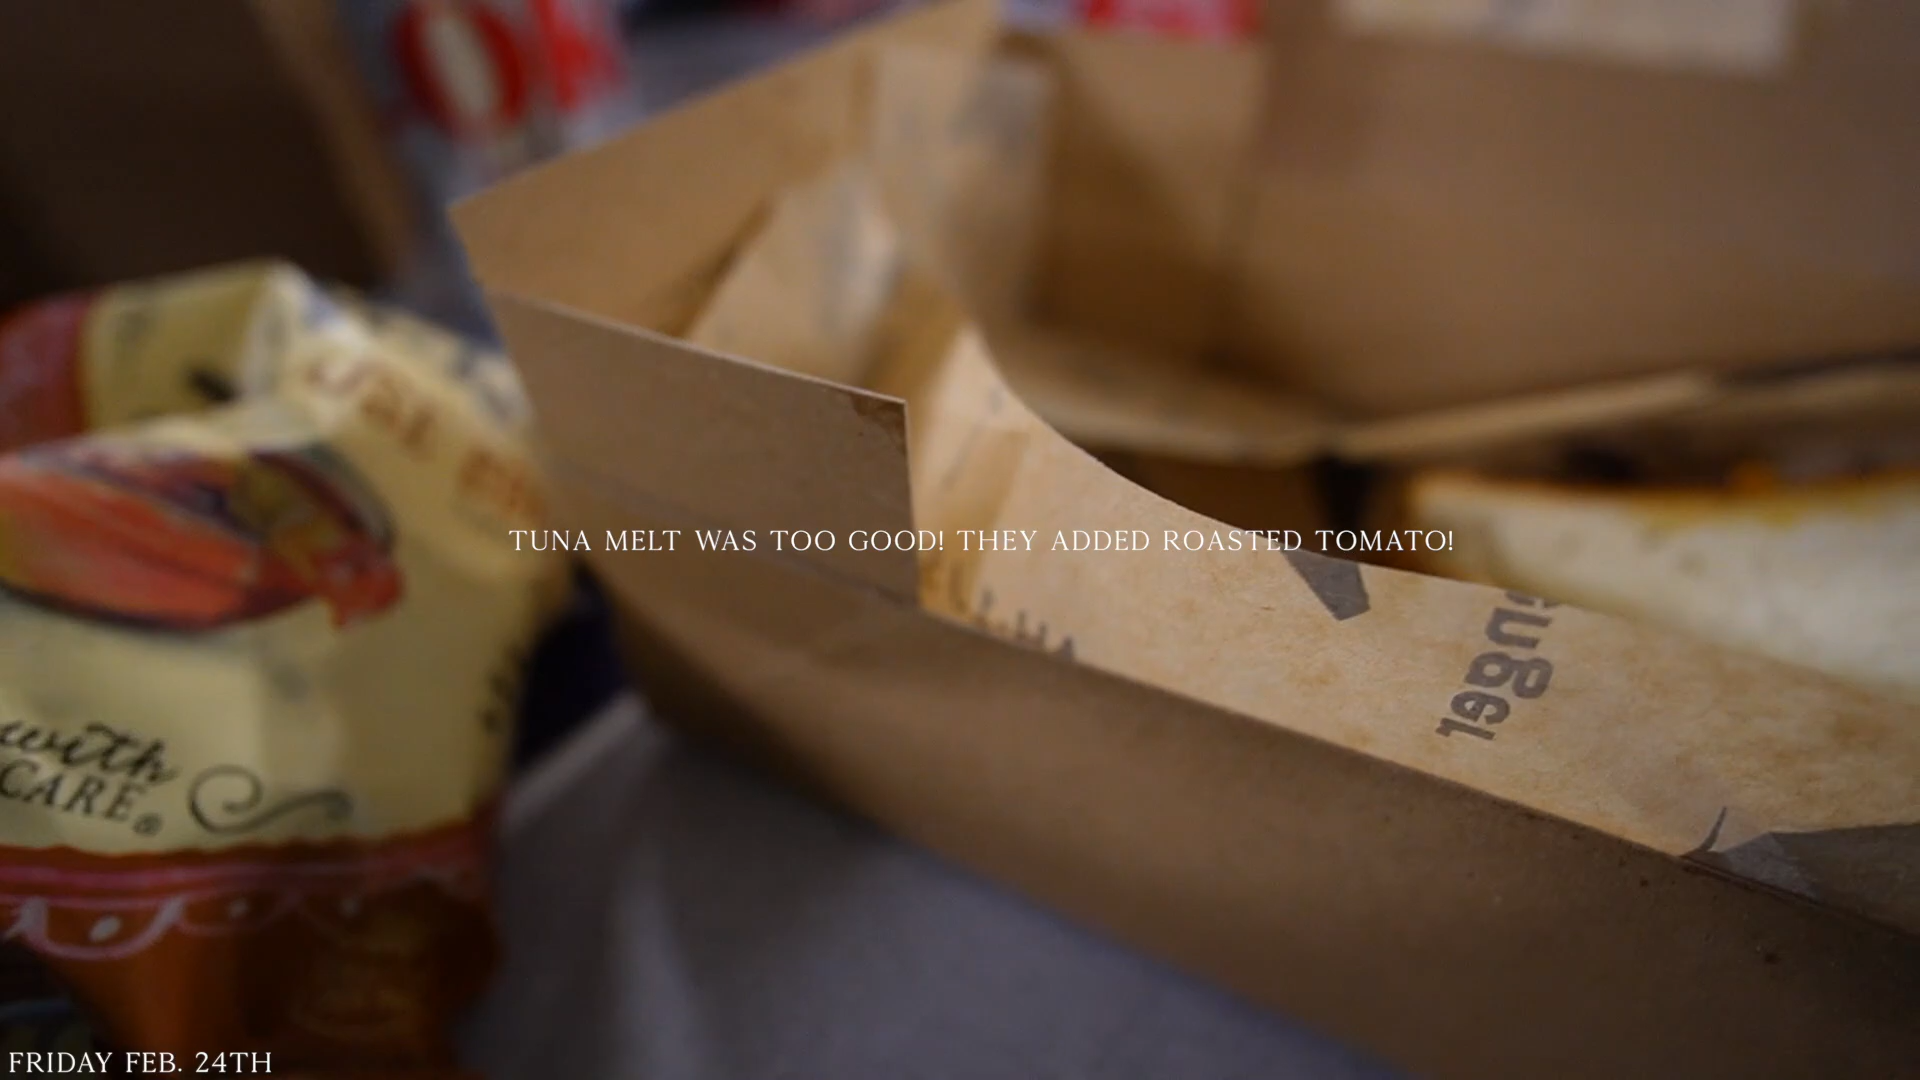 with
CARE®
TUNA MELT WAS TOO GOOD! THEY ADDED ROASTED TOMATO!
FRIDAY FEB. 24TH